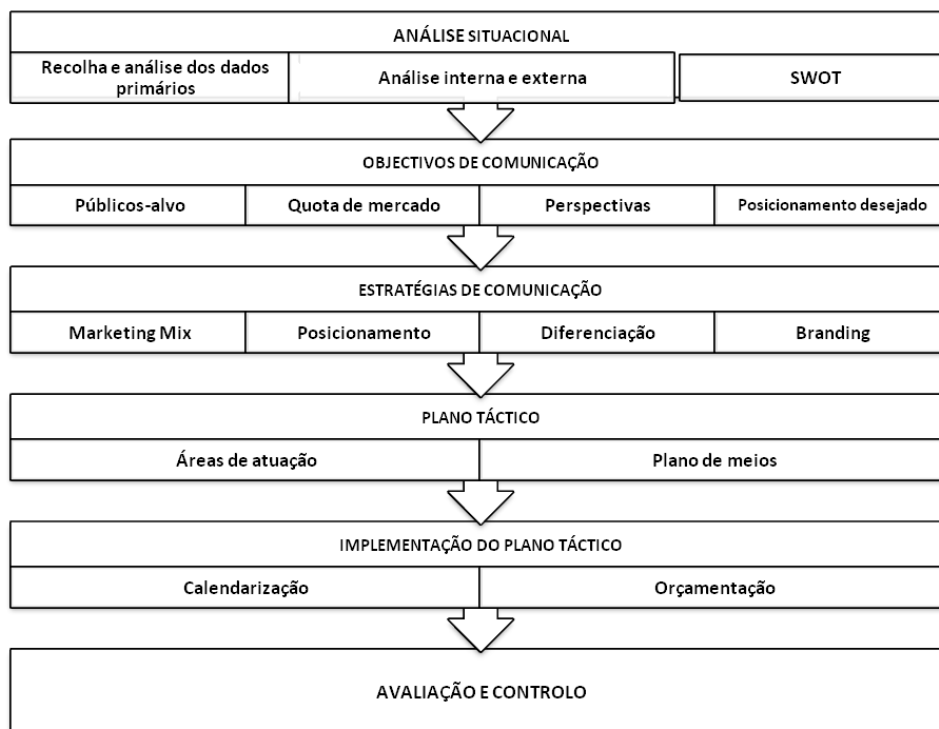 ANÁLISE SITUACIONAL
Recolha e análise dos dados
primários
Análise interna e externa
SWOT
OBJECTIVOS DE COMUNICAÇÃO
Públicos-alvo
Quota de mercado
Perspectivas
Posicionamento desejado
ESTRATÉGIAS DE COMUNICAÇÃO
Marketing Mix
Posicionamento
Diferenciação
Branding
PLANO TÁCTICO
Áreas de atuação
Plano de meios
IMPLEMENTAÇÃO DO PLANO TÁCTICO
Calendarização
Orçamentação
AVALIAÇÃO E CONTROLO